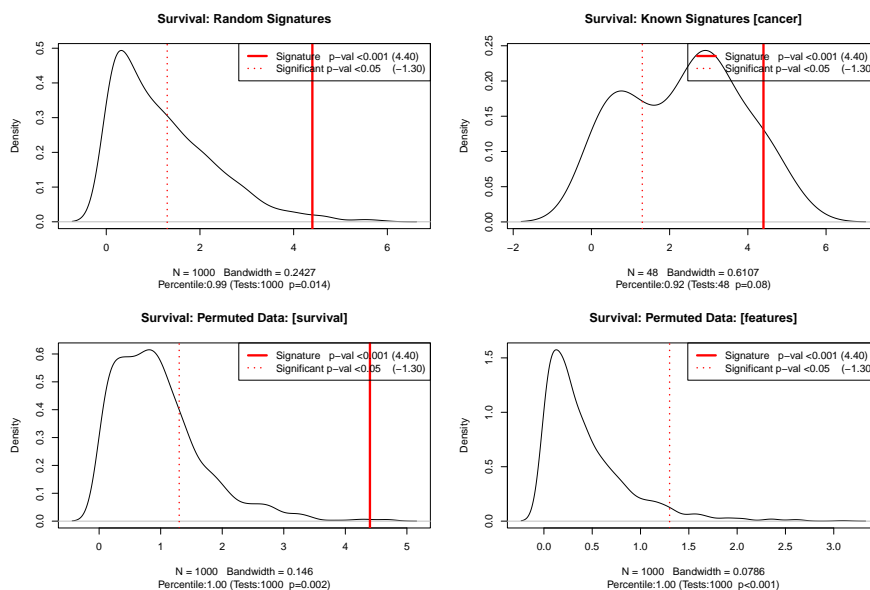 Survival: Random Signatures
Density
0.0 0.1 0.2 0.3 0.4 0.5
Signature p−val <0.001 (4.40)
Significant p−val <0.05 (−1.30)
0 2 4 6
N = 1000 Bandwidth = 0.2427
Percentile:0.99 (Tests:1000 p=0.014)
Survival: Known Signatures [cancer]
Density
0.00 0.05 0.10 0.15 0.20 0.25
Signature p−val <0.001 (4.40)
Significant p−val <0.05 (−1.30)
−2 0 2 4 6
N = 48 Bandwidth = 0.6107
Percentile:0.92 (Tests:48 p=0.08)
Survival: Permuted Data: [survival]
Density
0.0 0.1 0.2 0.3 0.4 0.5 0.6
Signature p−val <0.001 (4.40)
Significant p−val <0.05 (−1.30)
0 1 2 3 4 5
N = 1000 Bandwidth = 0.146
Percentile:1.00 (Tests:1000 p=0.002)
Survival: Permuted Data: [features]
Density
0.0 0.5 1.0 1.5
Signature p−val <0.001 (4.40)
Significant p−val <0.05 (−1.30)
0.0 0.5 1.0 1.5 2.0 2.5 3.0
N = 1000 Bandwidth = 0.0786
Percentile:1.00 (Tests:1000 p<0.001)